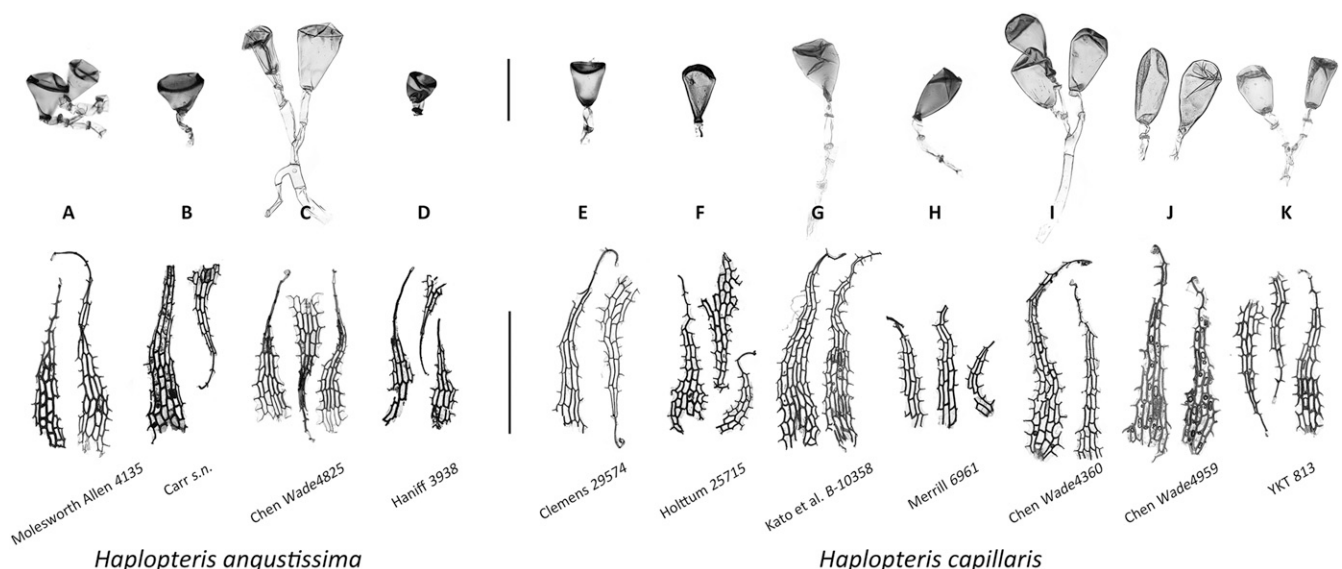 A B C D E F G H I J K
Molesworth Allen 4135
Carr s.n.
Chen Wade4825
Haniff 3938
Clemens 29574
Holttum 25715
Kato et al. B-10358
Merrill 6961
Chen Wade4360
Chen Wade4959
YKT 813
Haplopteris angustissima
Haplopteris capillaris